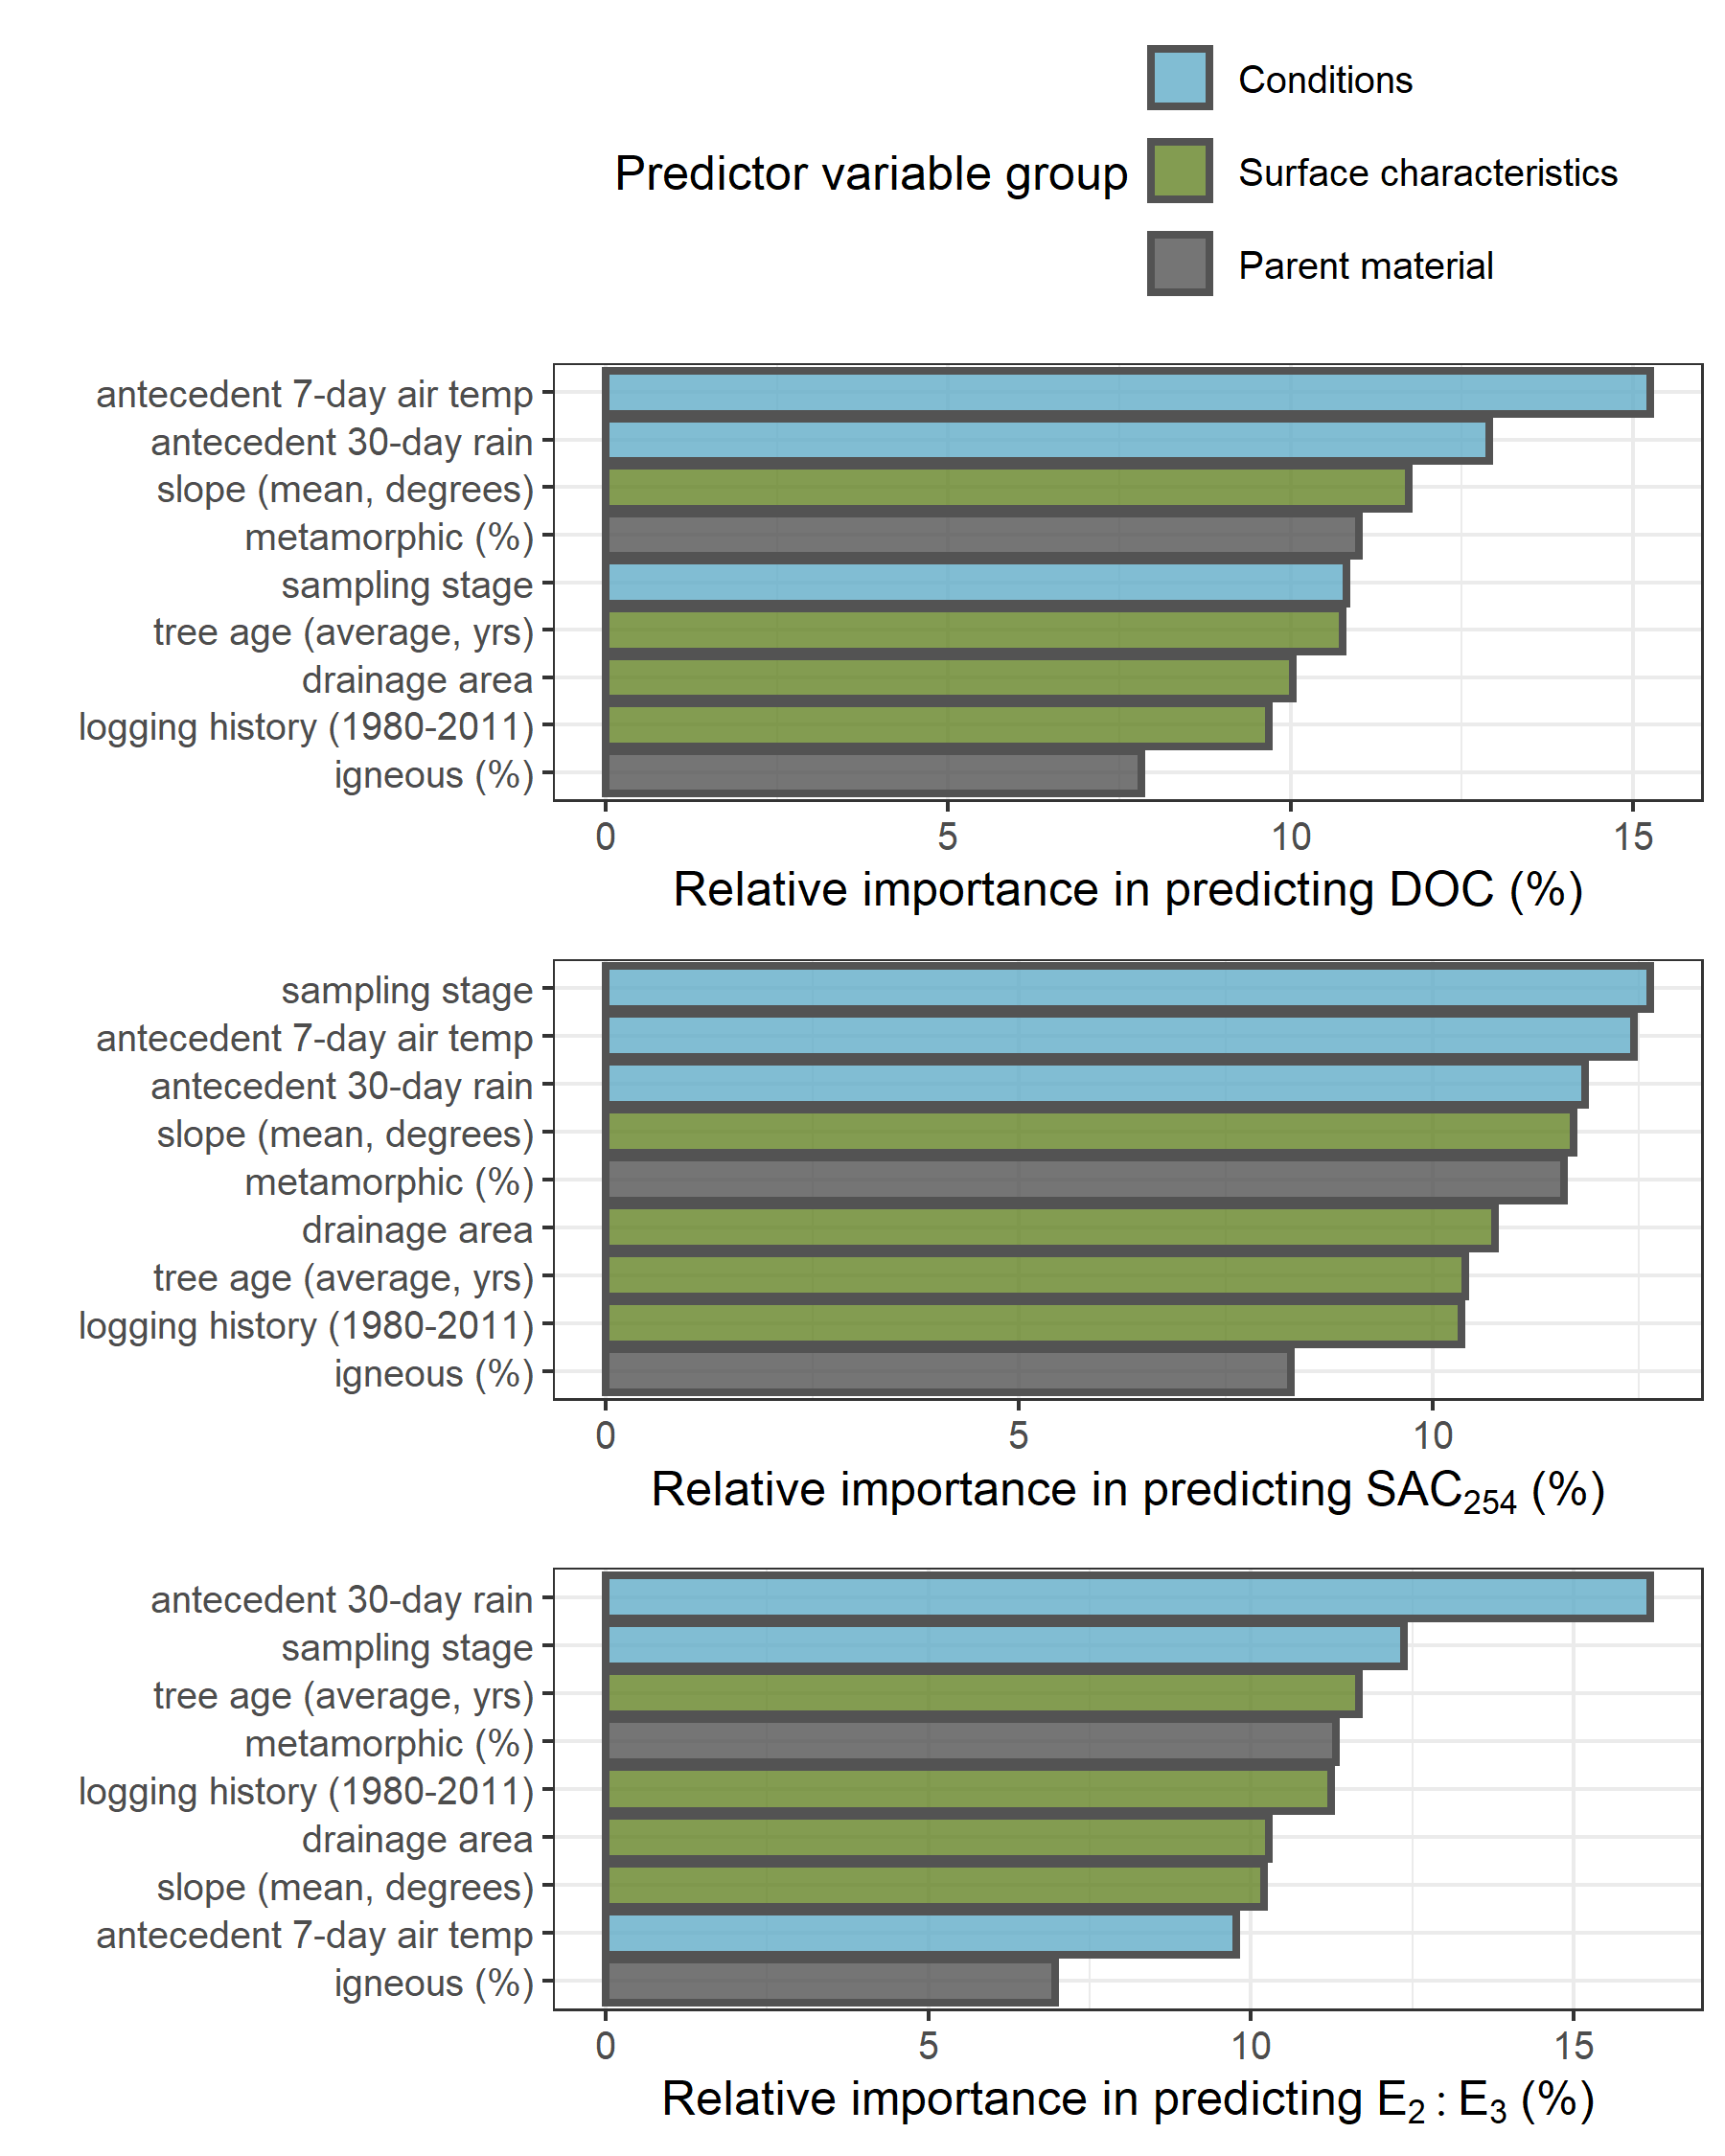 Conditions
Predictor variable group
Surface characteristics
Parent material
antecedent 7-day air temp
antecedent 30-day rain
slope (mean, degrees)
metamorphic (%)
sampling stage
tree age (average, yrs)
drainage area
logging history (1980-2011)
igneous (%)
0 5 10 15
Relative importance in predicting DOC (%)
sampling stage
antecedent 7-day air temp
antecedent 30-day rain
slope (mean, degrees)
metamorphic (%)
drainage area
tree age (average, yrs)
logging history (1980-2011)
igneous (%)
0 5 10
Relative importance in predicting SAC₂₅₄ (%)
antecedent 30-day rain
sampling stage
tree age (average, yrs)
metamorphic (%)
logging history (1980-2011)
drainage area
slope (mean, degrees)
antecedent 7-day air temp
igneous (%)
0 5 10 15
Relative importance in predicting E₂ : E₃ (%)